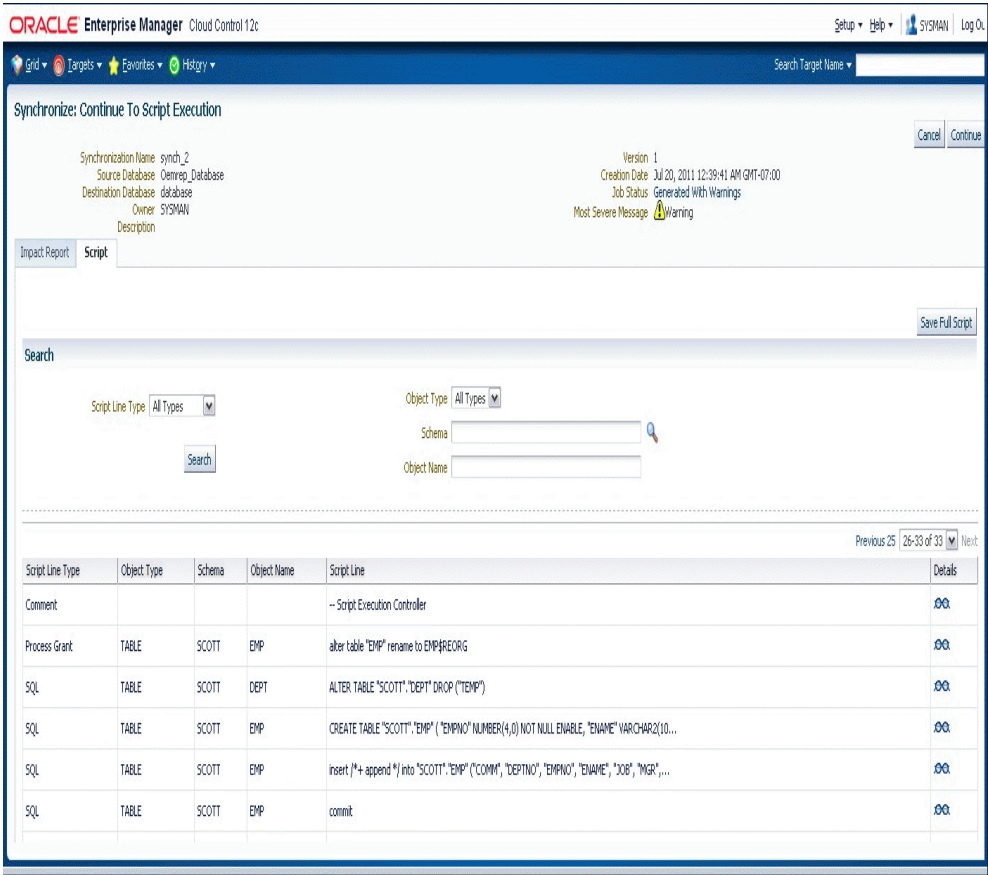 ORACLE Enterprise Manager Cloud Control 12c
Setup Help SYSMAN Log Ou
Grid Targets Favorites History Search Target Name
Synchronize: Continue To Script Execution
Cancel Continue
Synchronization Name synch_2
Source Database Oemrep_Database
Destination Database database
Owner SYSMAN
Description
Version 1
Creation Date Jul 20, 2011 12:39:41 AM GMT-07:00
Job Status Generated With Warnings
Most Severe Message Warning
Impact Report Script
Save Full Script
Search
Script Line Type All Types
Search
Object Type All Types
Schema
Object Name
Previous 25 26-33 of 33 Next
Script Line Type Object Type Schema Object Name Script Line Details
Comment -- Script Execution Controller
Process Grant TABLE SCOTT EMP alter table "EMP" rename to EMP$REORG
SQL TABLE SCOTT DEPT ALTER TABLE "SCOTT"."DEPT" DROP ("TEMP")
SQL TABLE SCOTT EMP CREATE TABLE "SCOTT"."EMP" ( "EMPNO" NUMBER(4,0) NOT NULL ENABLE, "ENAME" VARCHAR2(10...
SQL TABLE SCOTT EMP insert /*+ append */ into "SCOTT"."EMP" ("COMM", "DEPTNO", "EMPNO", "ENAME", "JOB", "MGR",...
SQL TABLE SCOTT EMP commit